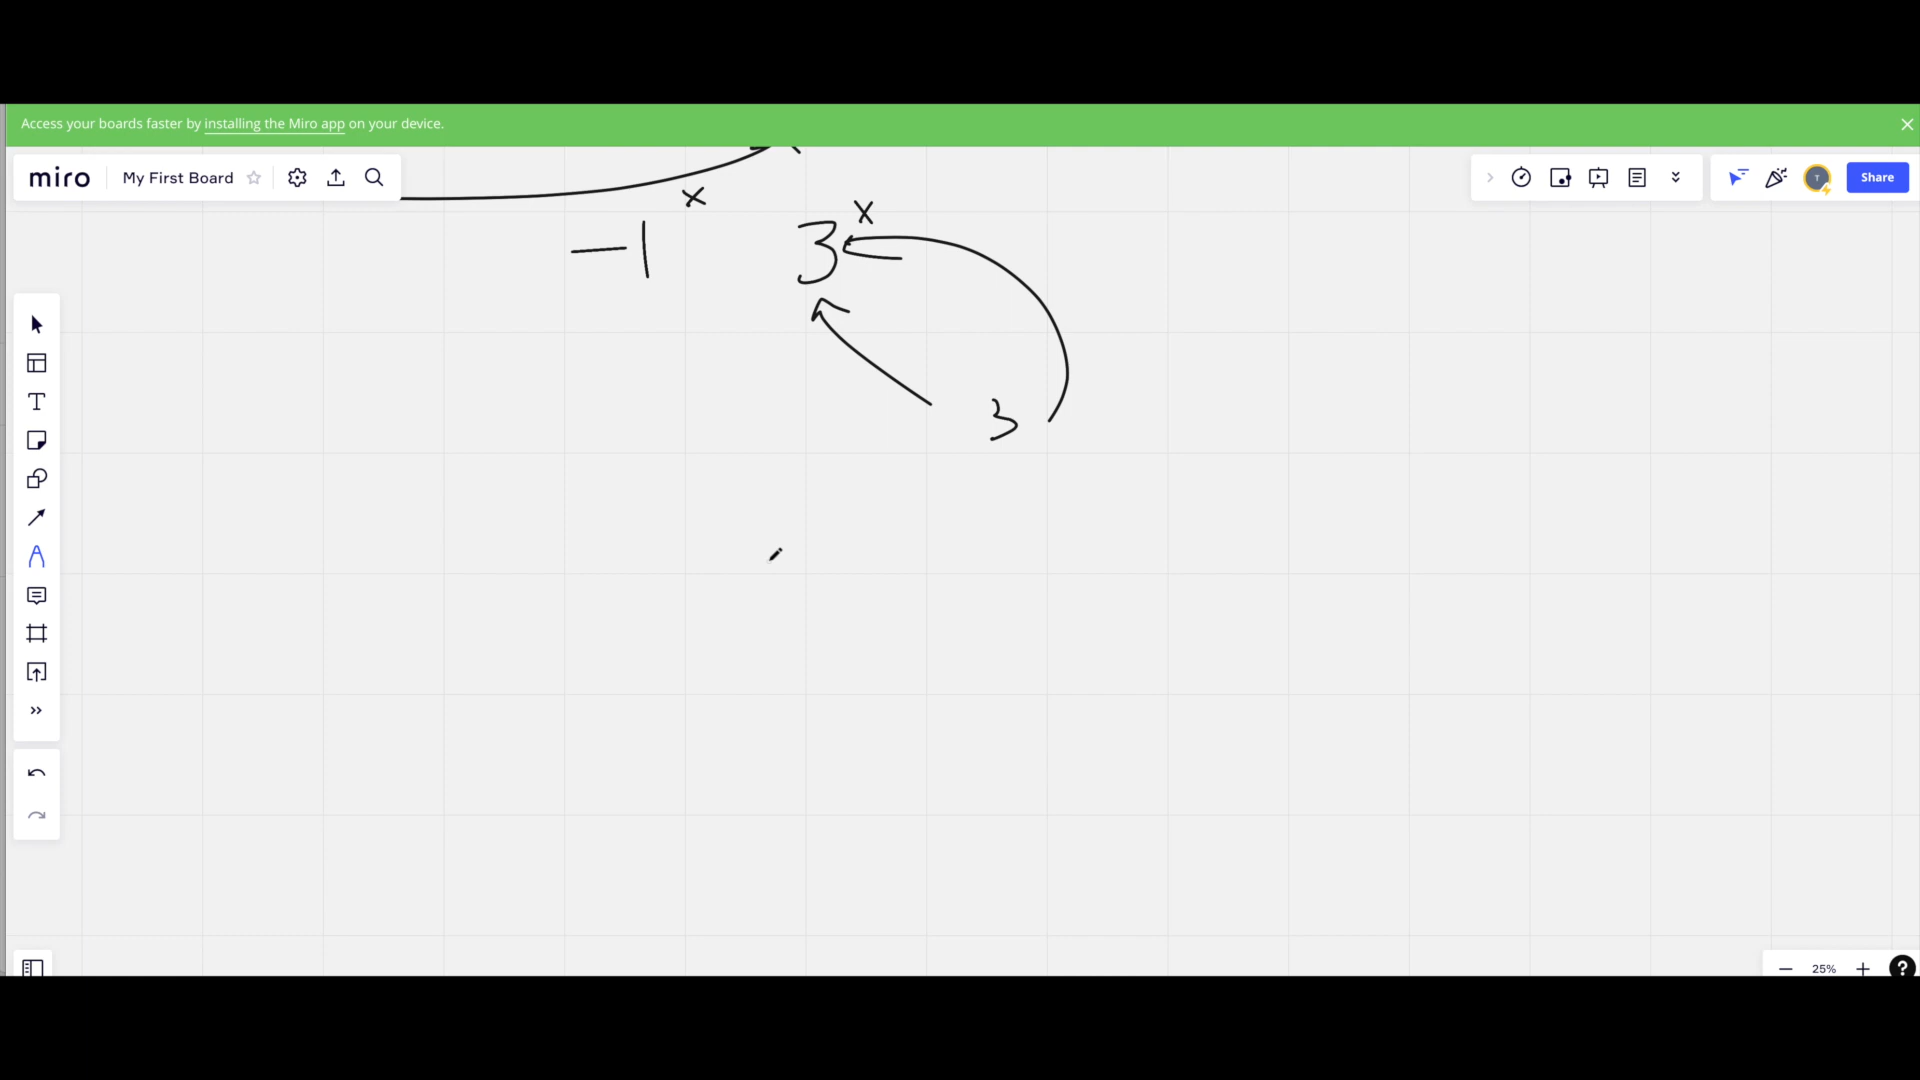 Access your boards faster by installing the Miro app on your device.
miro My First Board
T
Share
x
x
-1
3
3
T
25%
?